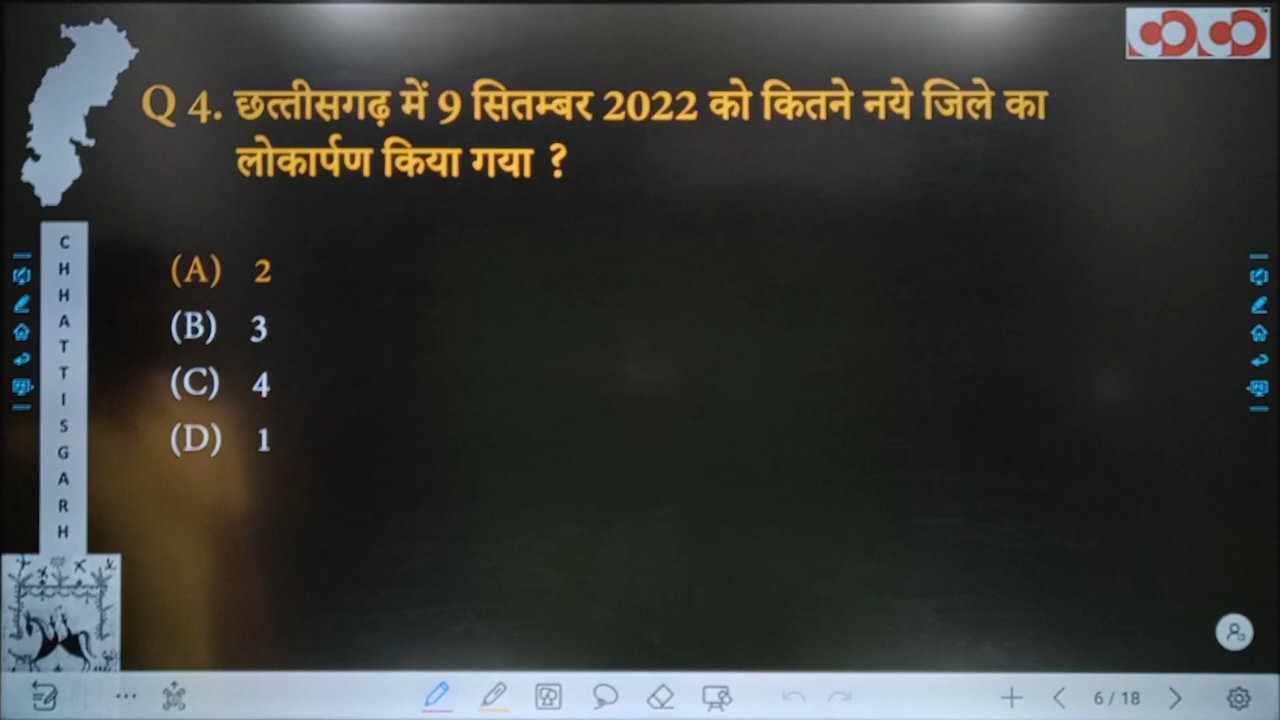 Q 4. छत्तीसगढ़ में 9 सितम्बर 2022 को कितने नये जिले का
लोकार्पण किया गया ?
(A) 2
(B) 3
(C) 4
(D) 1
CHHATTISGARH
6/18